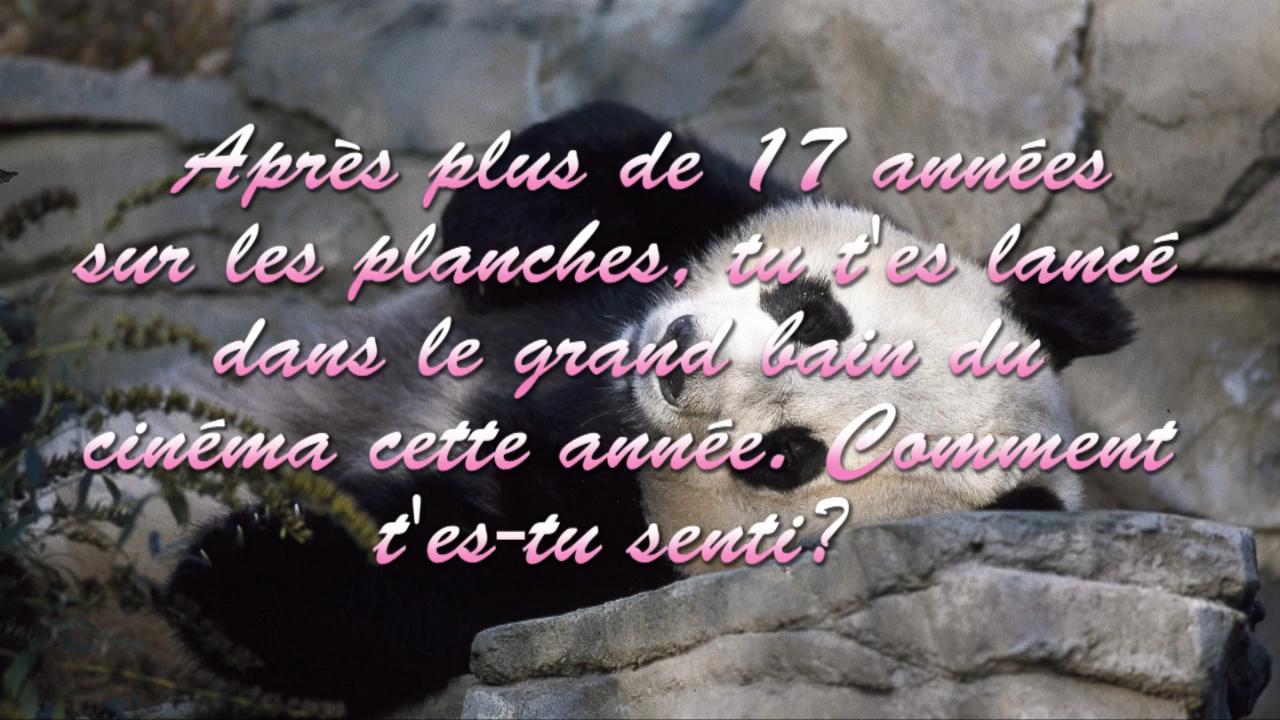 Après plus de 17 années
sur les planches, tu t'es lancé
dans le grand bain du
cinéma cette année. Comment
t'es-tu senti?